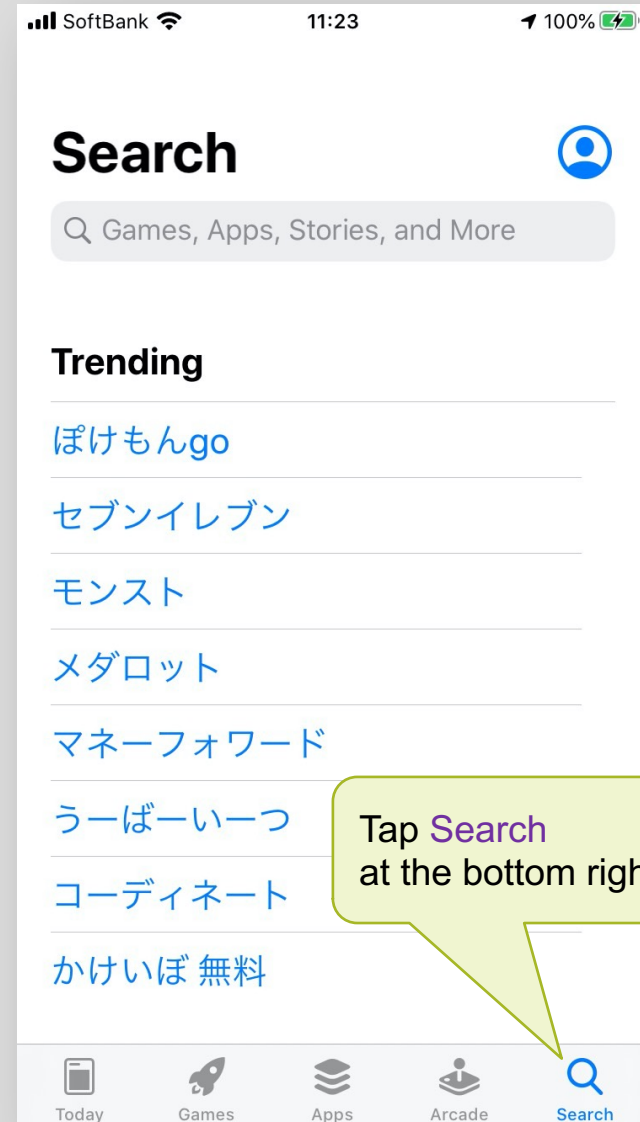 SoftBank 11:23 100%
Search
Games, Apps, Stories, and More
Trending
ぽけもんgo
セブンイレブン
モンスト
メダロット
マネーフォワード
うーばーいーつ
コーディネート
かけいぼ 無料
Tap Search
at the bottom righ
Today Games Apps Arcade Search